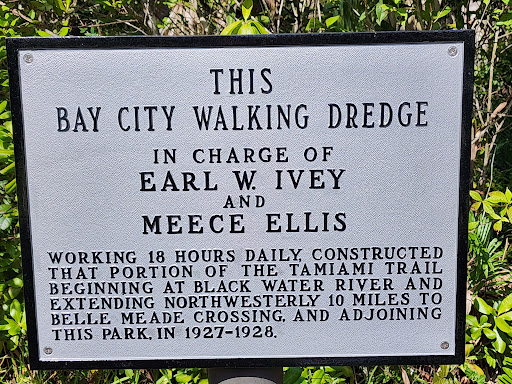 THIS
BAY CITY WALKING DREDGE
IN CHARGE OF
EARL W. IVEY
AND
MEECE ELLIS
WORKING 18 HOURS DAILY, CONSTRUCTED
THAT PORTION OF THE TAMIAMI TRAIL
BEGINNING AT BLACK WATER RIVER AND
EXTENDING NORTHWESTERLY 10 MILES TO
BELLE MEADE CROSSING, AND ADJOINING
THIS PARK, IN 1927-1928.